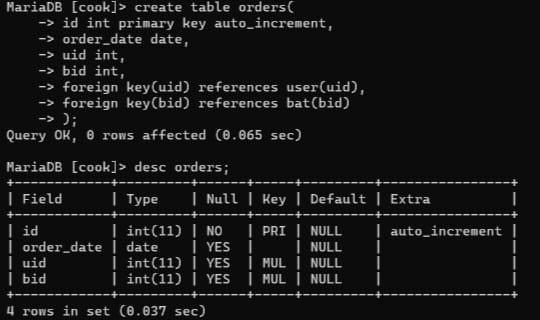 MariaDB [cook]> create table orders(
    -> id int primary key auto_increment,
    -> order_date date,
    -> uid int,
    -> bid int,
    -> foreign key(uid) references user(uid),
    -> foreign key(bid) references bat(bid)
    -> );
Query OK, 0 rows affected (0.065 sec)

MariaDB [cook]> desc orders;
+------------+---------+------+-----+---------+----------------+
| Field      | Type    | Null | Key | Default | Extra          |
+------------+---------+------+-----+---------+----------------+
| id         | int(11) | NO   | PRI | NULL    | auto_increment |
| order_date | date    | YES  |     | NULL    |                |
| uid        | int(11) | YES  | MUL | NULL    |                |
| bid        | int(11) | YES  | MUL | NULL    |                |
+------------+---------+------+-----+---------+----------------+
4 rows in set (0.037 sec)